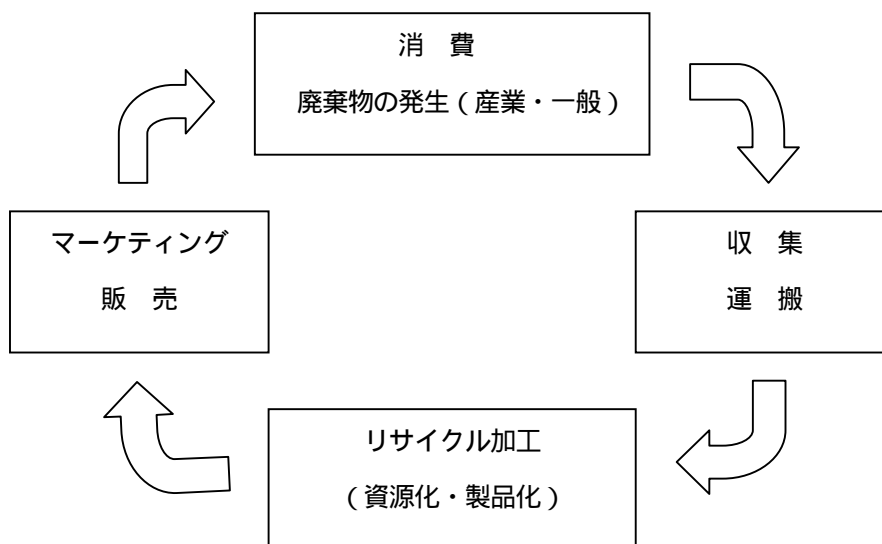 消　費
廃棄物の発生（産業・一般）
マーケティング
販　売
収　集
運　搬
リサイクル加工
（資源化・製品化）